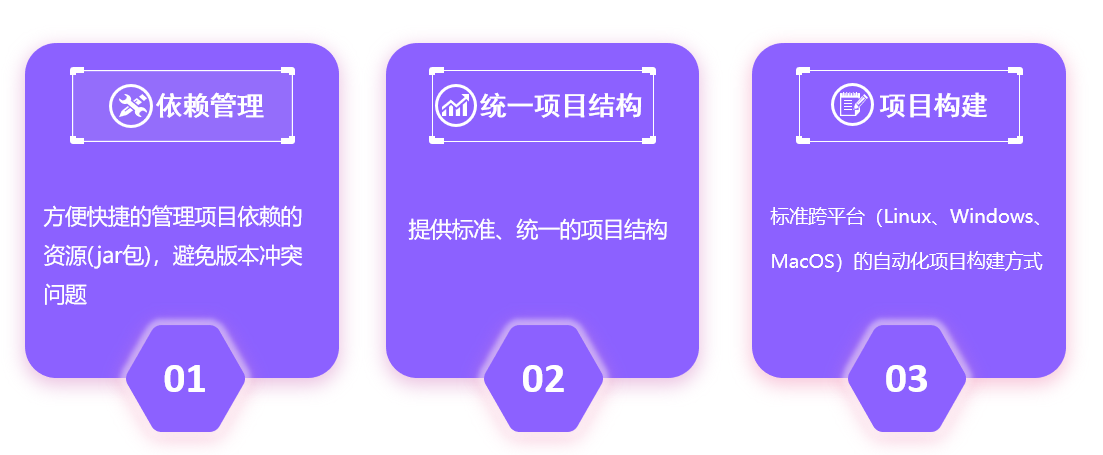 依赖管理
方便快捷的管理项目依赖的
资源(jar包)，避免版本冲突
问题
01
统一项目结构
提供标准、统一的项目结构
02
项目构建
标准跨平台（Linux、Windows、
MacOS）的自动化项目构建方式
03